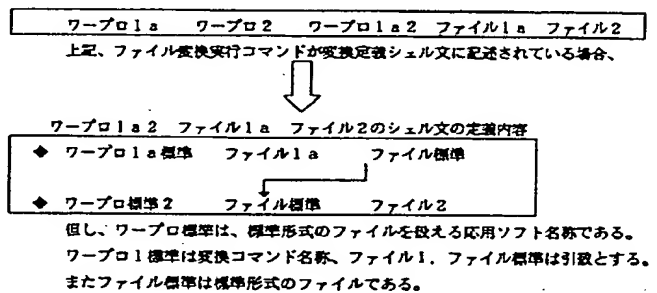 ワープロ1a ワープロ2 ワープロ1a2 ファイル1a ファイル2
上記、ファイル変換実行コマンドが変換定義シェル文に記述されている場合、
ワープロ1a2 ファイル1a ファイル2のシェル文の定義内容
◆ ワープロ1a標準 ファイル1a ファイル標準
◆ ワープロ標準2 ファイル標準 ファイル2
但し、ワープロ標準は、標準形式のファイルを扱える応用ソフト名称である。
ワープロ1標準は変換コマンド名称、ファイル1，ファイル標準は引数とする。
またファイル標準は標準形式のファイルである。